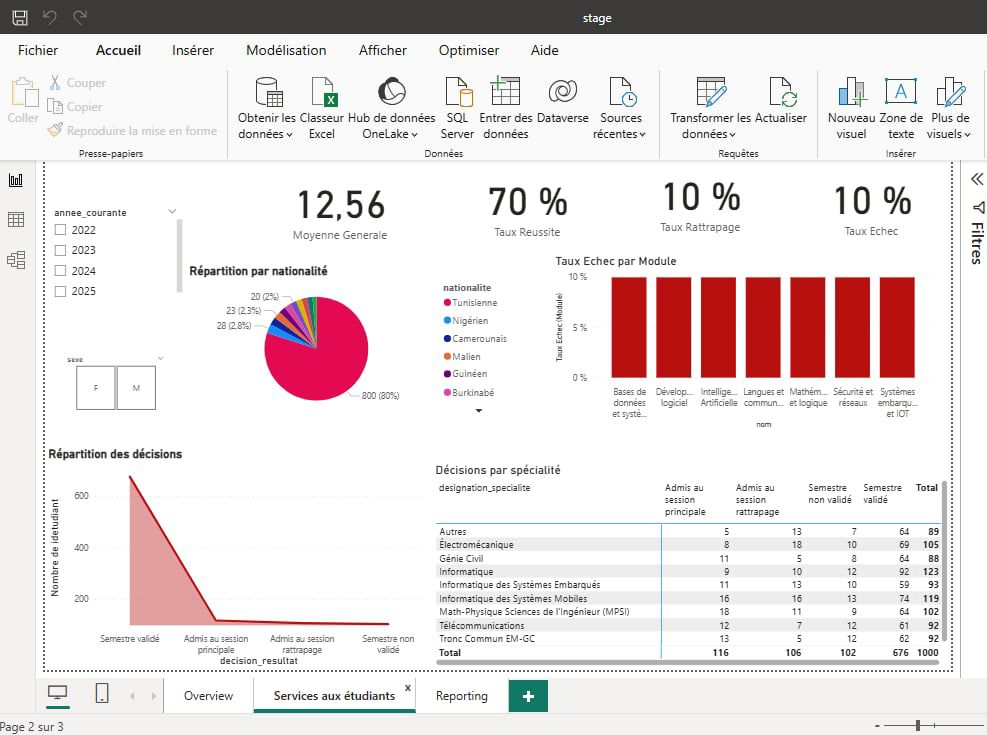 stage
Fichier Accueil Insérer Modélisation Afficher Optimiser Aide
Coller
Couper
Copier
Reproduire la mise en forme
Presse-papiers
Obtenir les données
Classeur Excel
Hub de données OneLake
SQL Server
Entrer des données
Dataverse
Sources récentes
Données
Transformer les données
Actualiser
Requêtes
Nouveau visuel
Zone de texte
Plus de visuels
Insérer
Filtres
annee_courante
2022
2023
2024
2025
12,56
Moyenne Generale
70 %
Taux Reussite
10 %
Taux Rattrapage
10 %
Taux Echec
sexe
F M
Répartition par nationalité
20 (2%)
23 (2,3%)
28 (2,8%)
800 (80%)
nationalite
Tunisienne
Nigérien
Camerounais
Malien
Guinéen
Burkinabé
Taux Echec par Module
Taux Echec (Module)
10 %
5 %
0 %
Bases de données et systè...
Dévelop... logiciel
Intellige... Artificielle
Langues et commun...
Mathém... et logique
Sécurité et réseaux
Systèmes embarqu... et IOT
nom
Répartition des décisions
Nombre de idetudiant
600
400
200
Semestre validé
Admis au session principale
Admis au session rattrapage
Semestre non validé
decision_resultat
Décisions par spécialité
designation_specialite Admis au session principale Admis au session rattrapage Semestre non validé Semestre validé Total
Autres 5 13 7 64 89
Électromécanique 8 18 10 69 105
Génie Civil 11 5 8 64 88
Informatique 9 10 12 92 123
Informatique des Systèmes Embarqués 11 13 10 59 93
Informatique des Systèmes Mobiles 16 16 13 74 119
Math-Physique Sciences de l'Ingénieur (MPSI) 18 11 9 64 102
Télécommunications 12 7 12 61 92
Tronc Commun EM-GC 13 5 12 62 92
Total 116 106 102 676 1000
Overview Services aux étudiants x Reporting +
Page 2 sur 3